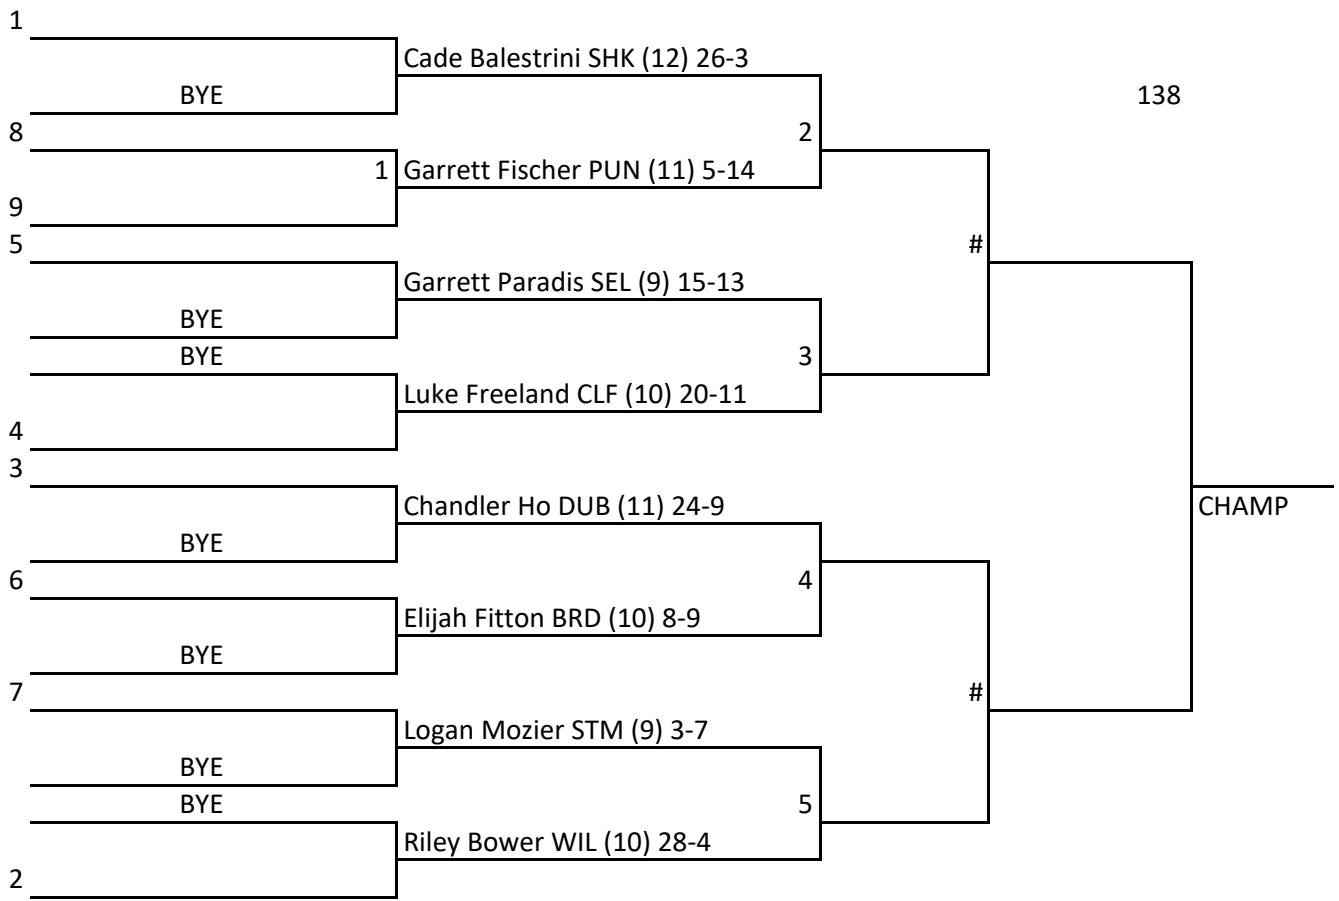 1
Cade Balestrini SHK (12) 26-3
BYE
138
8
2
1 Garrett Fischer PUN (11) 5-14
9
5
#
Garrett Paradis SEL (9) 15-13
BYE
BYE
3
Luke Freeland CLF (10) 20-11
4
3
Chandler Ho DUB (11) 24-9
CHAMP
BYE
6
4
Elijah Fitton BRD (10) 8-9
BYE
7
#
Logan Mozier STM (9) 3-7
BYE
BYE
5
Riley Bower WIL (10) 28-4
2